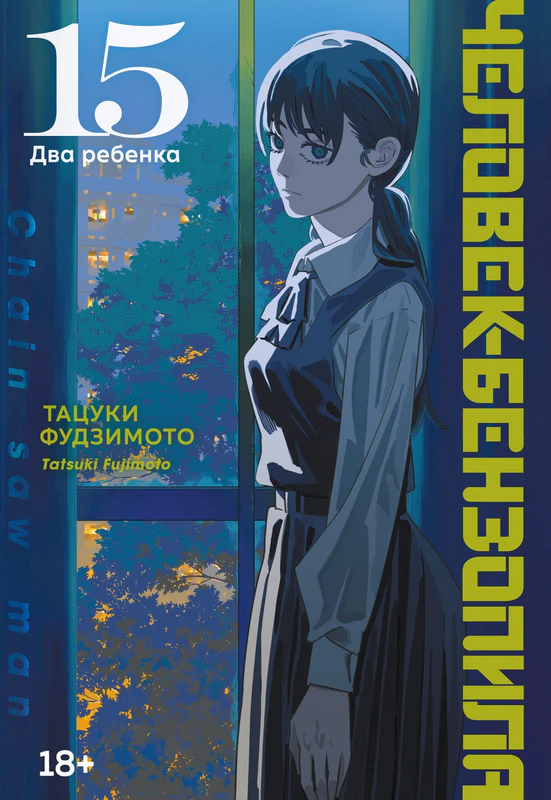 15
Два ребенка
ЧЕЛОВЕК-БЕНЗОПИЛА
Chain saw man
ТАЦУКИ
ФУДЗИМОТО
Tatsuki Fujimoto
18+